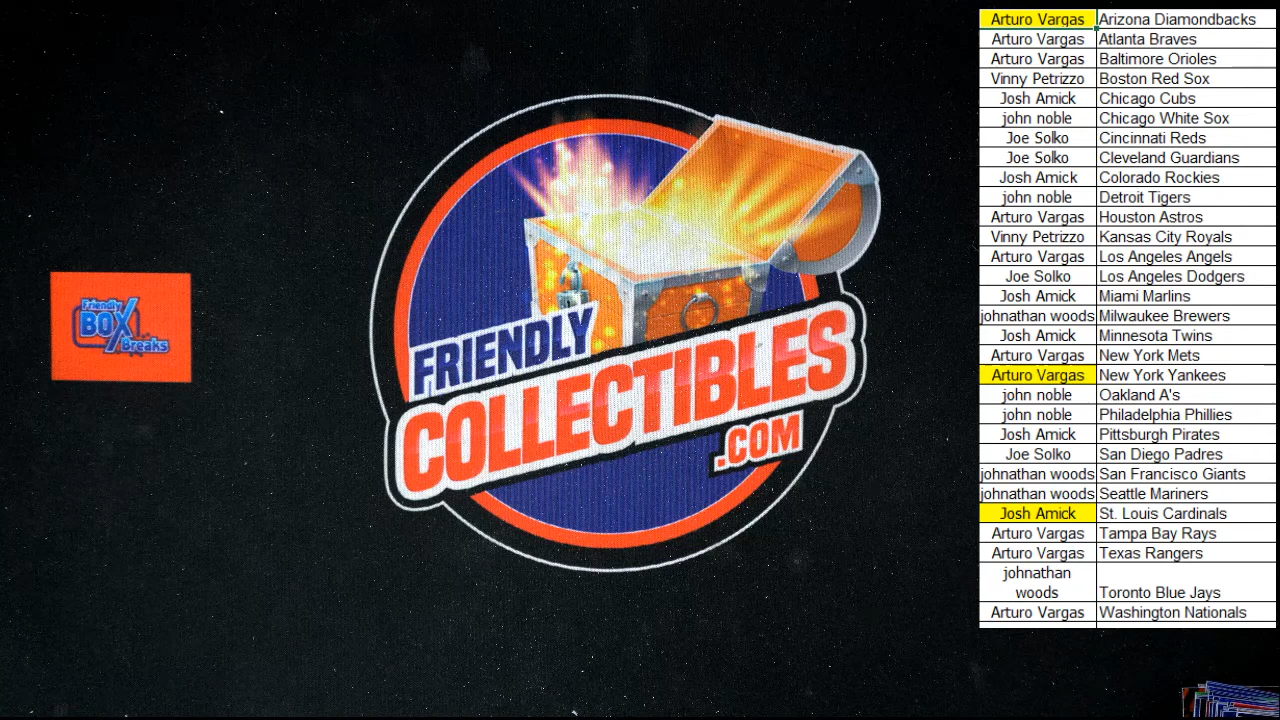 Friendly
BOX
Breaks
FRIENDLY
COLLECTIBLES
.COM
Arturo Vargas Arizona Diamondbacks
Arturo Vargas Atlanta Braves
Arturo Vargas Baltimore Orioles
Vinny Petrizzo Boston Red Sox
Josh Amick Chicago Cubs
john noble Chicago White Sox
Joe Solko Cincinnati Reds
Joe Solko Cleveland Guardians
Josh Amick Colorado Rockies
john noble Detroit Tigers
Arturo Vargas Houston Astros
Vinny Petrizzo Kansas City Royals
Arturo Vargas Los Angeles Angels
Joe Solko Los Angeles Dodgers
Josh Amick Miami Marlins
johnathan woods Milwaukee Brewers
Josh Amick Minnesota Twins
Arturo Vargas New York Mets
Arturo Vargas New York Yankees
john noble Oakland A's
john noble Philadelphia Phillies
Josh Amick Pittsburgh Pirates
Joe Solko San Diego Padres
johnathan woods San Francisco Giants
johnathan woods Seattle Mariners
Josh Amick St. Louis Cardinals
Arturo Vargas Tampa Bay Rays
Arturo Vargas Texas Rangers
johnathan
woods Toronto Blue Jays
Arturo Vargas Washington Nationals